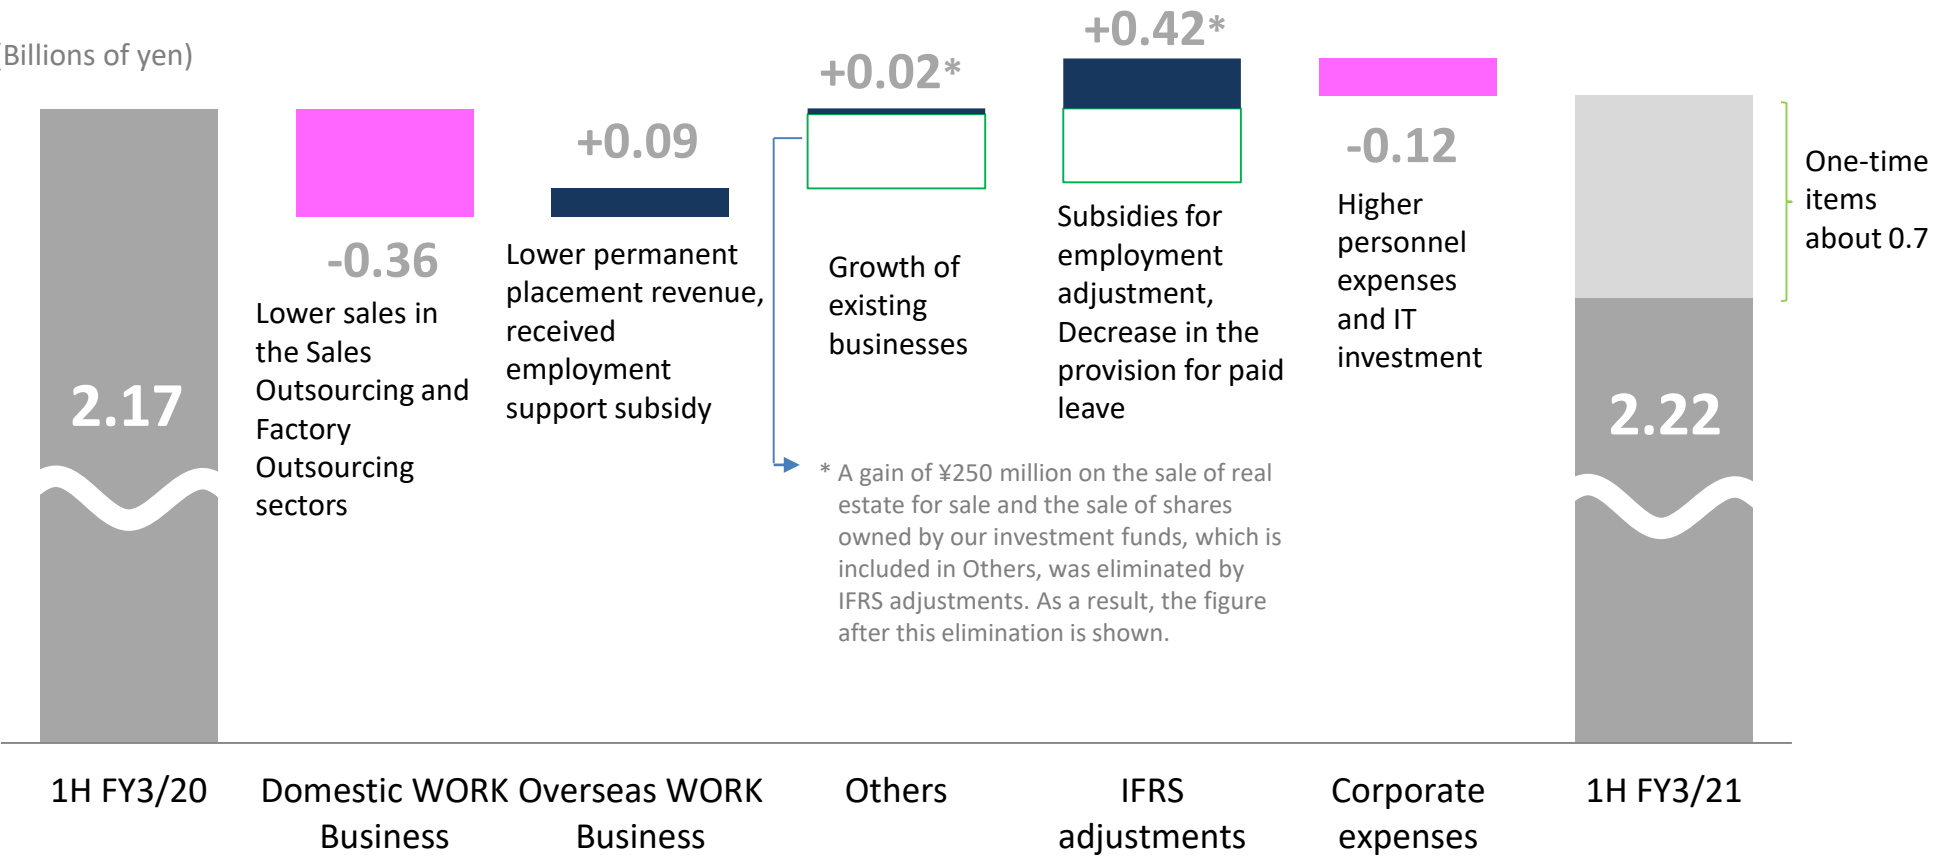 (Billions of yen)
2.17
-0.36
Lower sales in
the Sales
Outsourcing and
Factory
Outsourcing
sectors
+0.09
Lower permanent
placement revenue,
received
employment
support subsidy
+0.02*
Growth of
existing
businesses
+0.42*
Subsidies for
employment
adjustment,
Decrease in the
provision for paid
leave
-0.12
Higher
personnel
expenses
and IT
investment
2.22
One-time
items
about 0.7
* A gain of ¥250 million on the sale of real
estate for sale and the sale of shares
owned by our investment funds, which is
included in Others, was eliminated by
IFRS adjustments. As a result, the figure
after this elimination is shown.
1H FY3/20
Domestic WORK
Business
Overseas WORK
Business
Others
IFRS
adjustments
Corporate
expenses
1H FY3/21